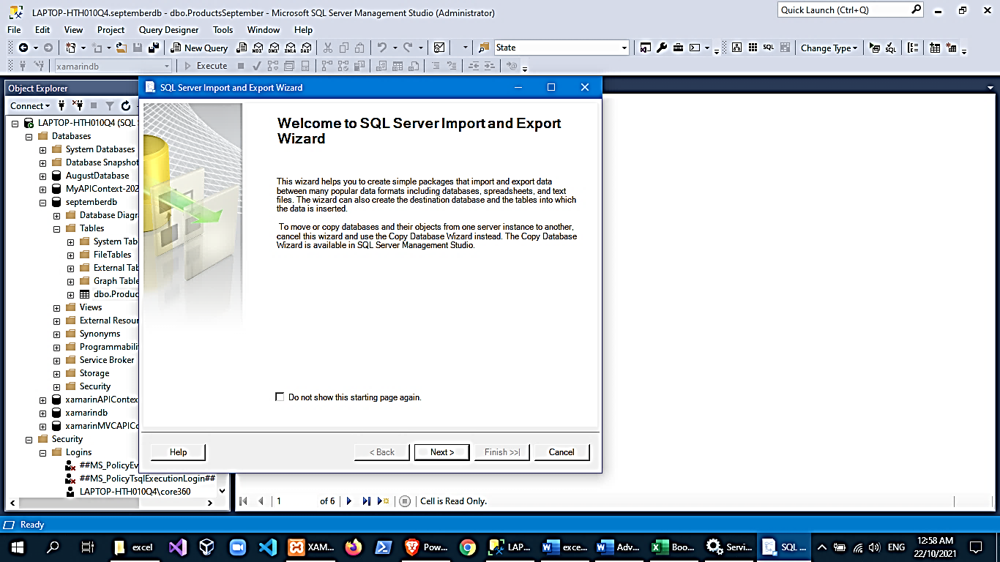 LAPTOP-HTH010Q4.septemberdb - dbo.ProductsSeptember - Microsoft SQL Server Management Studio (Administrator)
Quick Launch (Ctrl+Q)
File Edit View Project Query Designer Tools Window Help
New Query MDX DMX XMLA DAX State SQL Change Type SQL
xamarindb Execute
Object Explorer
SQL Server Import and Export Wizard
Connect
LAPTOP-HTH010Q4 (SQL S
Databases
System Databases
Database Snapshot
AugustDatabase
MyAPIContext-202
septemberdb
Database Diagr
Tables
System Tab
FileTables
External Tab
Graph Table
dbo.Produc
Views
External Resour
Synonyms
Programmabili
Service Broker
Storage
Security
xamarinAPIContex
xamarindb
xamarinMVCAPICo
Security
Logins
##MS_PolicyEv
##MS_PolicyTsqlExecutionLogin##
LAPTOP-HTH010Q4\core360
Welcome to SQL Server Import and Export
Wizard
This wizard helps you to create simple packages that import and export data
between many popular data formats including databases, spreadsheets, and text
files. The wizard can also create the destination database and the tables into which
the data is inserted.
To move or copy databases and their objects from one server instance to another,
cancel this wizard and use the Copy Database Wizard instead. The Copy Database
Wizard is available in SQL Server Management Studio.
Do not show this starting page again.
Help < Back Next > Finish >>| Cancel
1 of 6 Cell is Read Only.
Ready
excel XAM... Pow... LAP... exce... Adv... Boo... Servi... SQL ... ENG 12:58 AM
22/10/2021